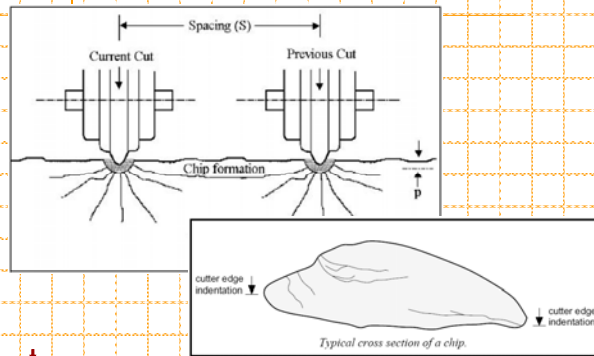 Spacing (S)
Current Cut
Previous Cut
Chip formation
p
cutter edge
indentation
cutter edge
indentation
Typical cross section of a chip.